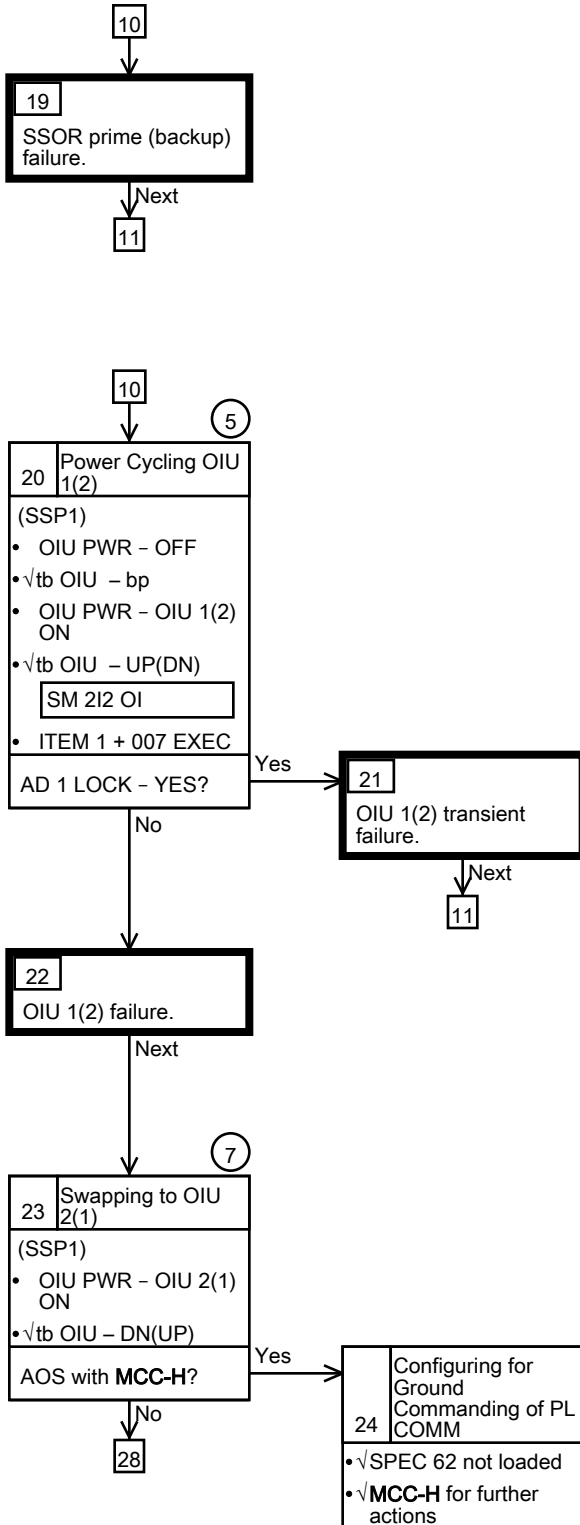 10
19
SSOR prime (backup)
failure.
Next
11
10
5
20
Power Cycling OIU
1(2)
(SSP1)
• OIU PWR – OFF
• √tb OIU – bp
• OIU PWR – OIU 1(2)
ON
• √tb OIU – UP(DN)
SM 2I2 OI
• ITEM 1 + 007 EXEC
AD 1 LOCK – YES?
Yes
No
21
OIU 1(2) transient
failure.
Next
11
22
OIU 1(2) failure.
Next
7
23
Swapping to OIU
2(1)
(SSP1)
• OIU PWR – OIU 2(1)
ON
• √tb OIU – DN(UP)
AOS with MCC-H?
Yes
No
28
24
Configuring for
Ground
Commanding of PL
COMM
• √SPEC 62 not loaded
• √MCC-H for further
actions